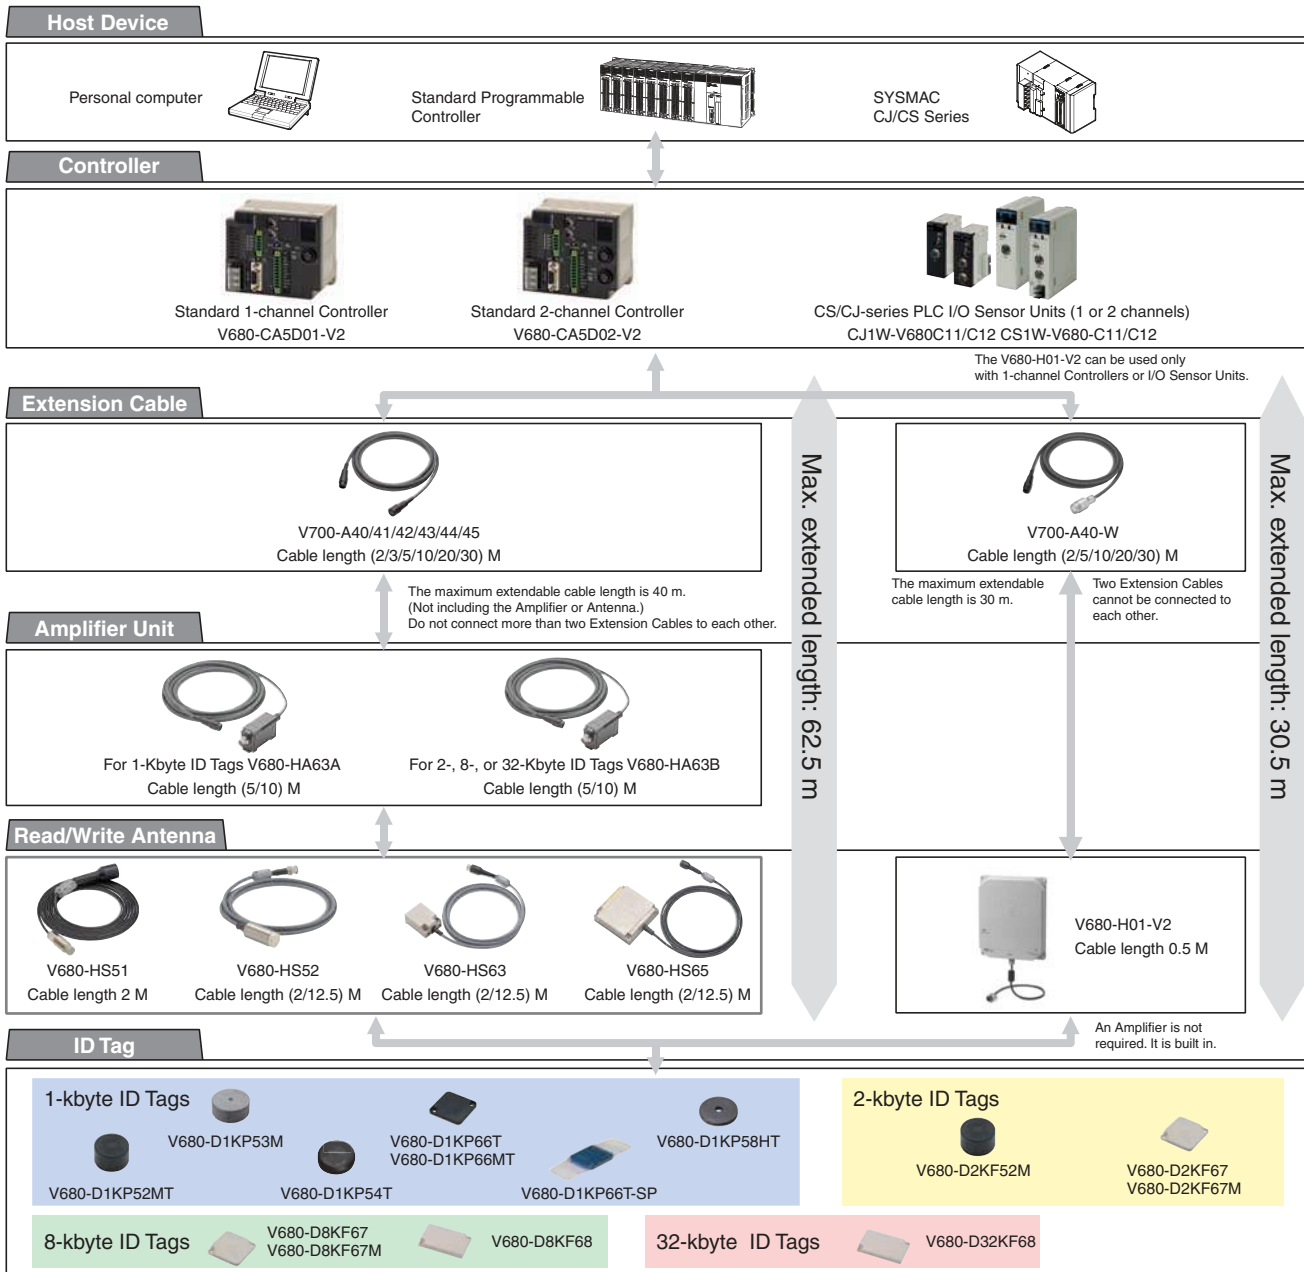 Host Device
Personal computer
Standard Programmable
Controller
SYSMAC
CJ/CS Series
Controller
Standard 1-channel Controller
V680-CA5D01-V2
Standard 2-channel Controller
V680-CA5D02-V2
CS/CJ-series PLC I/O Sensor Units (1 or 2 channels)
CJ1W-V680C11/C12 CS1W-V680-C11/C12
The V680-H01-V2 can be used only
with 1-channel Controllers or I/O Sensor Units.
Extension Cable
V700-A40/41/42/43/44/45
Cable length (2/3/5/10/20/30) M
Max. extended length: 62.5 m
V700-A40-W
Cable length (2/5/10/20/30) M
Max. extended length: 30.5 m
The maximum extendable cable length is 40 m.
(Not including the Amplifier or Antenna.)
Do not connect more than two Extension Cables to each other.
The maximum extendable
cable length is 30 m.
Two Extension Cables
cannot be connected to
each other.
Amplifier Unit
For 1-Kbyte ID Tags V680-HA63A
Cable length (5/10) M
For 2-, 8-, or 32-Kbyte ID Tags V680-HA63B
Cable length (5/10) M
Read/Write Antenna
V680-HS51
Cable length 2 M
V680-HS52
Cable length (2/12.5) M
V680-HS63
Cable length (2/12.5) M
V680-HS65
Cable length (2/12.5) M
V680-H01-V2
Cable length 0.5 M
An Amplifier is not
required. It is built in.
ID Tag
1-kbyte ID Tags
V680-D1KP53M
V680-D1KP66T
V680-D1KP66MT
V680-D1KP58HT
V680-D1KP52MT
V680-D1KP54T
V680-D1KP66T-SP
2-kbyte ID Tags
V680-D2KF52M
V680-D2KF67
V680-D2KF67M
8-kbyte ID Tags
V680-D8KF67
V680-D8KF67M
V680-D8KF68
32-kbyte ID Tags
V680-D32KF68